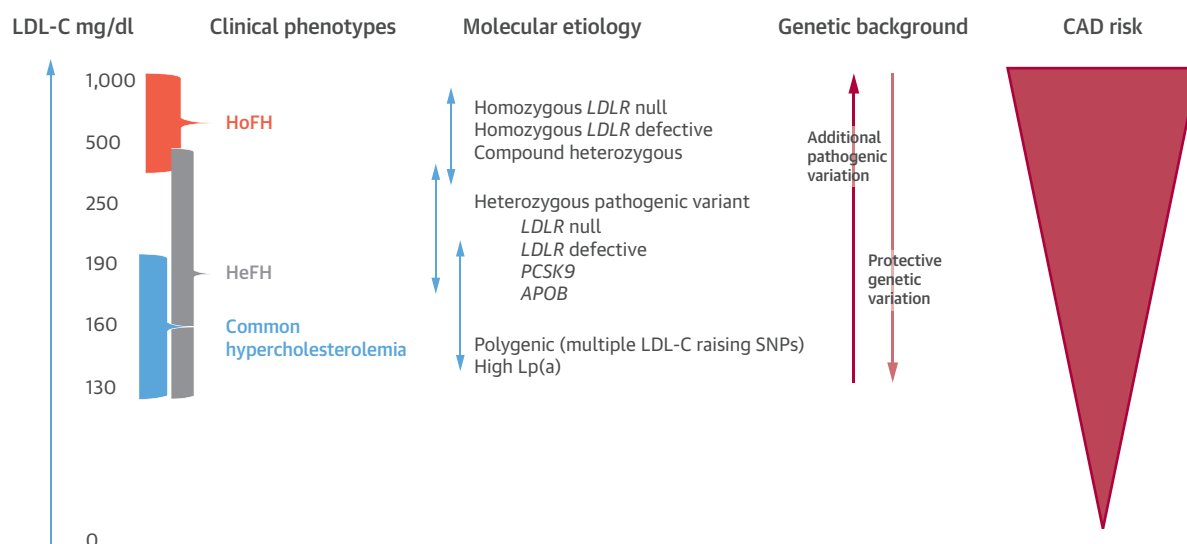 LDL-C mg/dl
Clinical phenotypes
Molecular etiology
Genetic background
CAD risk
1,000
500
250
190
160
130
0
HoFH
HeFH
Common
hypercholesterolemia
Homozygous LDLR null
Homozygous LDLR defective
Compound heterozygous
Heterozygous pathogenic variant
LDLR null
LDLR defective
PCSK9
APOB
Polygenic (multiple LDL-C raising SNPs)
High Lp(a)
Additional
pathogenic
variation
Protective
genetic
variation